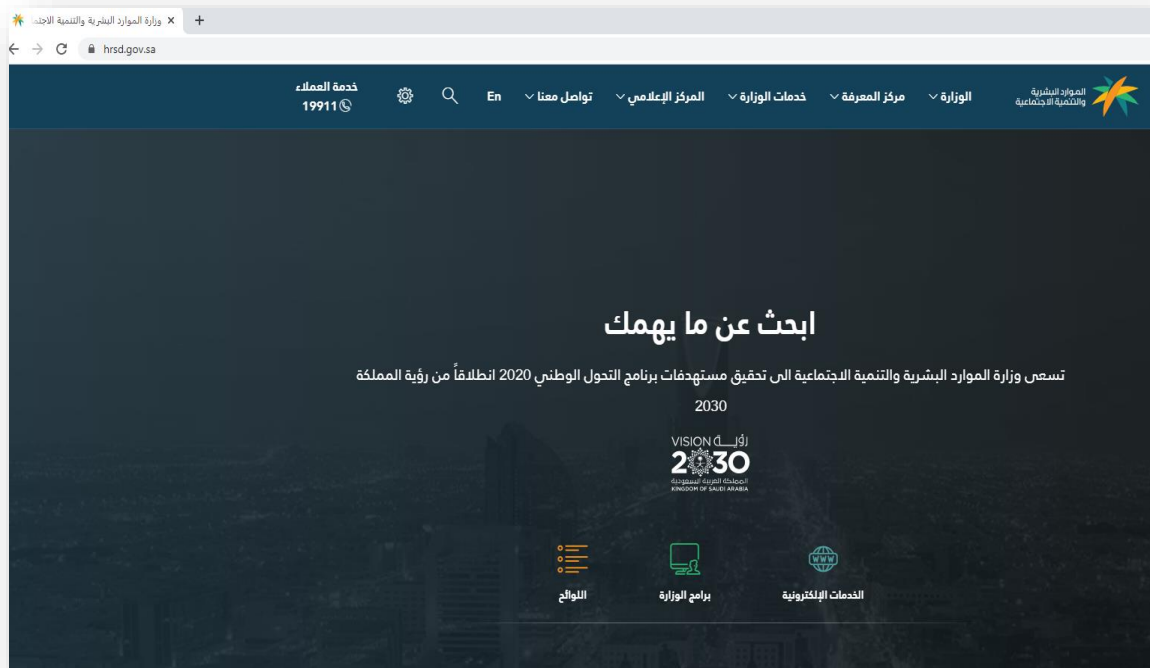 وزارة الموارد البشرية والتنمية الاجتما
hrsd.gov.sa
الموارد البشرية
والتنمية الاجتماعية
الوزارة
مركز المعرفة
خدمات الوزارة
المركز الإعلامي
تواصل معنا
En
خدمة العملاء
19911
ابحث عن ما يهمك
تسعى وزارة الموارد البشرية والتنمية الاجتماعية الى تحقيق مستهدفات برنامج التحول الوطني 2020 انطلاقاً من رؤية المملكة
2030
VISION رؤيــة
2030
المملكة العربية السعودية
KINGDOM OF SAUDI ARABIA
WWW
الخدمات الإلكترونية
برامج الوزارة
اللوائح